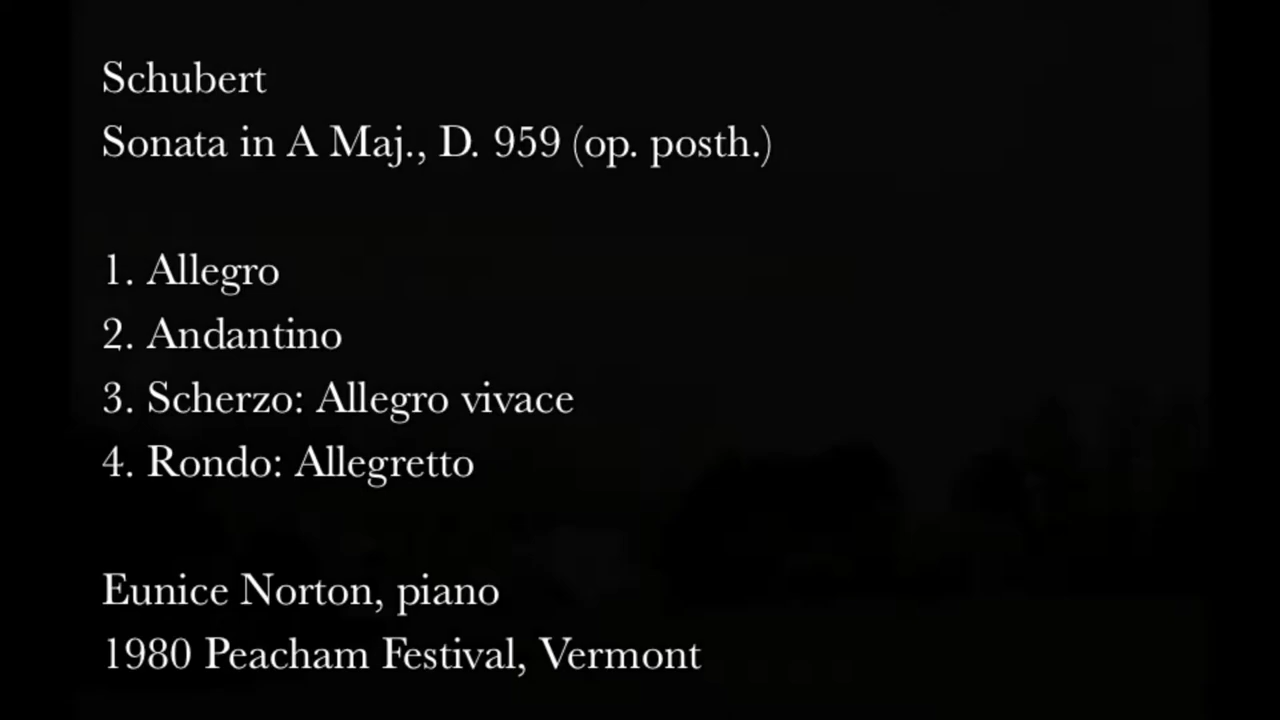 Schubert
Sonata in A Maj., D. 959 (op. posth.)
1. Allegro
2. Andantino
3. Scherzo: Allegro vivace
4. Rondo: Allegretto
Eunice Norton, piano
1980 Peacham Festival, Vermont